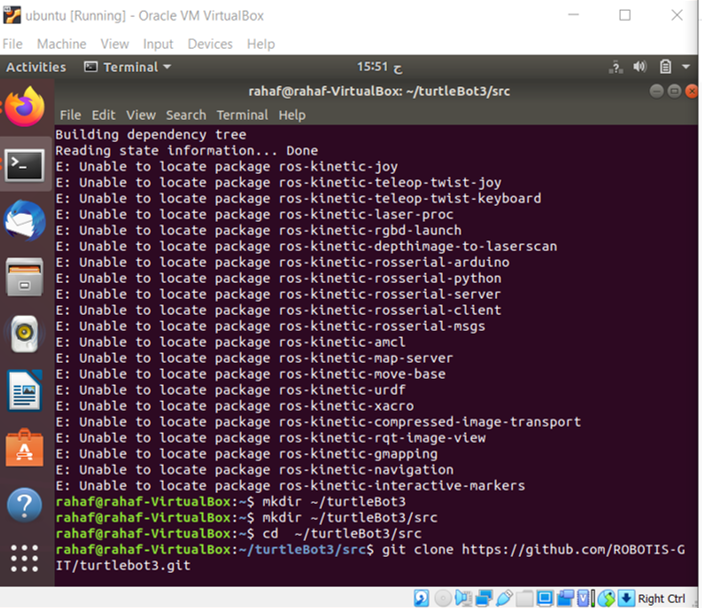 ubuntu [Running] - Oracle VM VirtualBox
File Machine View Input Devices Help
Activities Terminal 15:51 ح
rahaf@rahaf-VirtualBox: ~/turtleBot3/src
File Edit View Search Terminal Help
Building dependency tree
Reading state information... Done
E: Unable to locate package ros-kinetic-joy
E: Unable to locate package ros-kinetic-teleop-twist-joy
E: Unable to locate package ros-kinetic-teleop-twist-keyboard
E: Unable to locate package ros-kinetic-laser-proc
E: Unable to locate package ros-kinetic-rgbd-launch
E: Unable to locate package ros-kinetic-depthimage-to-laserscan
E: Unable to locate package ros-kinetic-rosserial-arduino
E: Unable to locate package ros-kinetic-rosserial-python
E: Unable to locate package ros-kinetic-rosserial-server
E: Unable to locate package ros-kinetic-rosserial-client
E: Unable to locate package ros-kinetic-rosserial-msgs
E: Unable to locate package ros-kinetic-amcl
E: Unable to locate package ros-kinetic-map-server
E: Unable to locate package ros-kinetic-move-base
E: Unable to locate package ros-kinetic-urdf
E: Unable to locate package ros-kinetic-xacro
E: Unable to locate package ros-kinetic-compressed-image-transport
E: Unable to locate package ros-kinetic-rqt-image-view
E: Unable to locate package ros-kinetic-gmapping
E: Unable to locate package ros-kinetic-navigation
E: Unable to locate package ros-kinetic-interactive-markers
rahaf@rahaf-VirtualBox:~$ mkdir ~/turtleBot3
rahaf@rahaf-VirtualBox:~$ mkdir ~/turtleBot3/src
rahaf@rahaf-VirtualBox:~$ cd  ~/turtleBot3/src
rahaf@rahaf-VirtualBox:~/turtleBot3/src$ git clone https://github.com/ROBOTIS-G
IT/turtlebot3.git
Right Ctrl